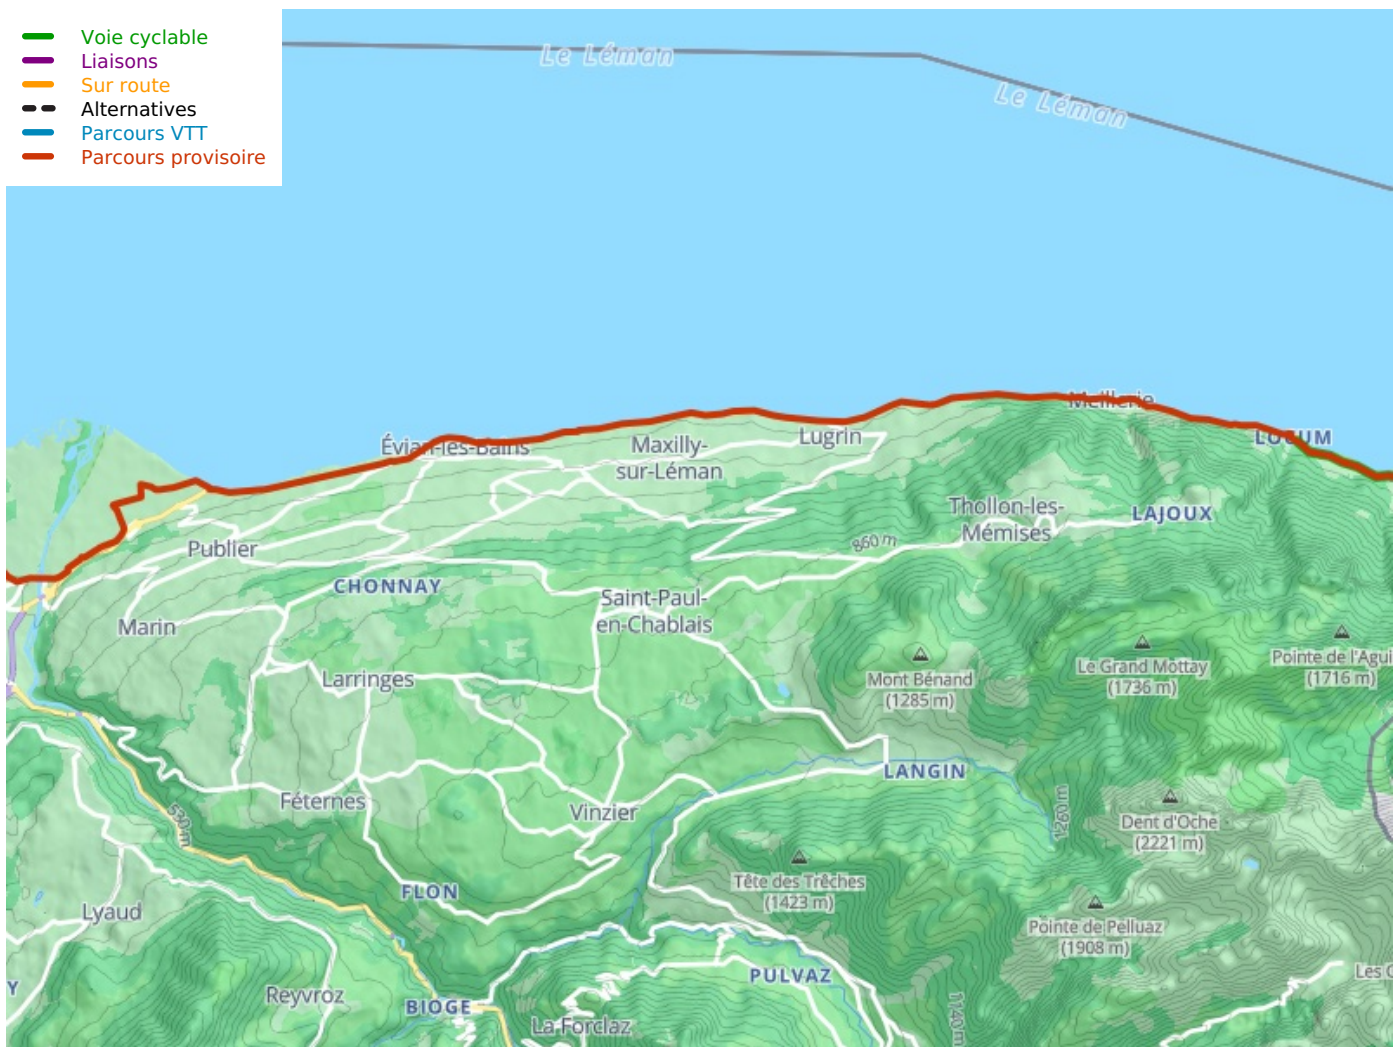 Voie cyclable
Liaisons
Sur route
Alternatives
Parcours VTT
Parcours provisoire
Le Léman
Le Léman
Meillerie
Évian-les-Bains
Maxilly-
sur-Léman
Lugrin
LOCUM
Thollon-les-
Mémises
LAJOUX
860 m
Publier
CHONNAY
Saint-Paul-
en-Chablais
Marin
Larringes
Mont Bénand
(1285 m)
Le Grand Mottay
(1736 m)
Pointe de l'Agui
(1716 m)
LANGIN
Féternes
Vinzier
530 m
1260 m
Dent d'Oche
(2221 m)
Tête des Trêches
(1423 m)
FLON
Lyaud
Pointe de Pelluaz
(1908 m)
PULVAZ
Les C
Y
Reyvroz
BIOGE
La Forclaz
1140 m